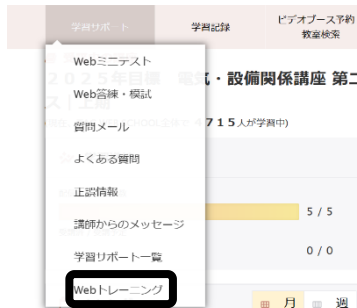 学習サポート
学習記録
ビデオブース予約
教室検索
Webミニテスト
2025年目標 電気・設備関係講座 第二
Web答練・模試
715人が学習中)
質問メール
よくある質問
正誤情報
5 / 5
講師からのメッセージ
学習リポート一覧
0 / 0
Webトレーニング
月
週